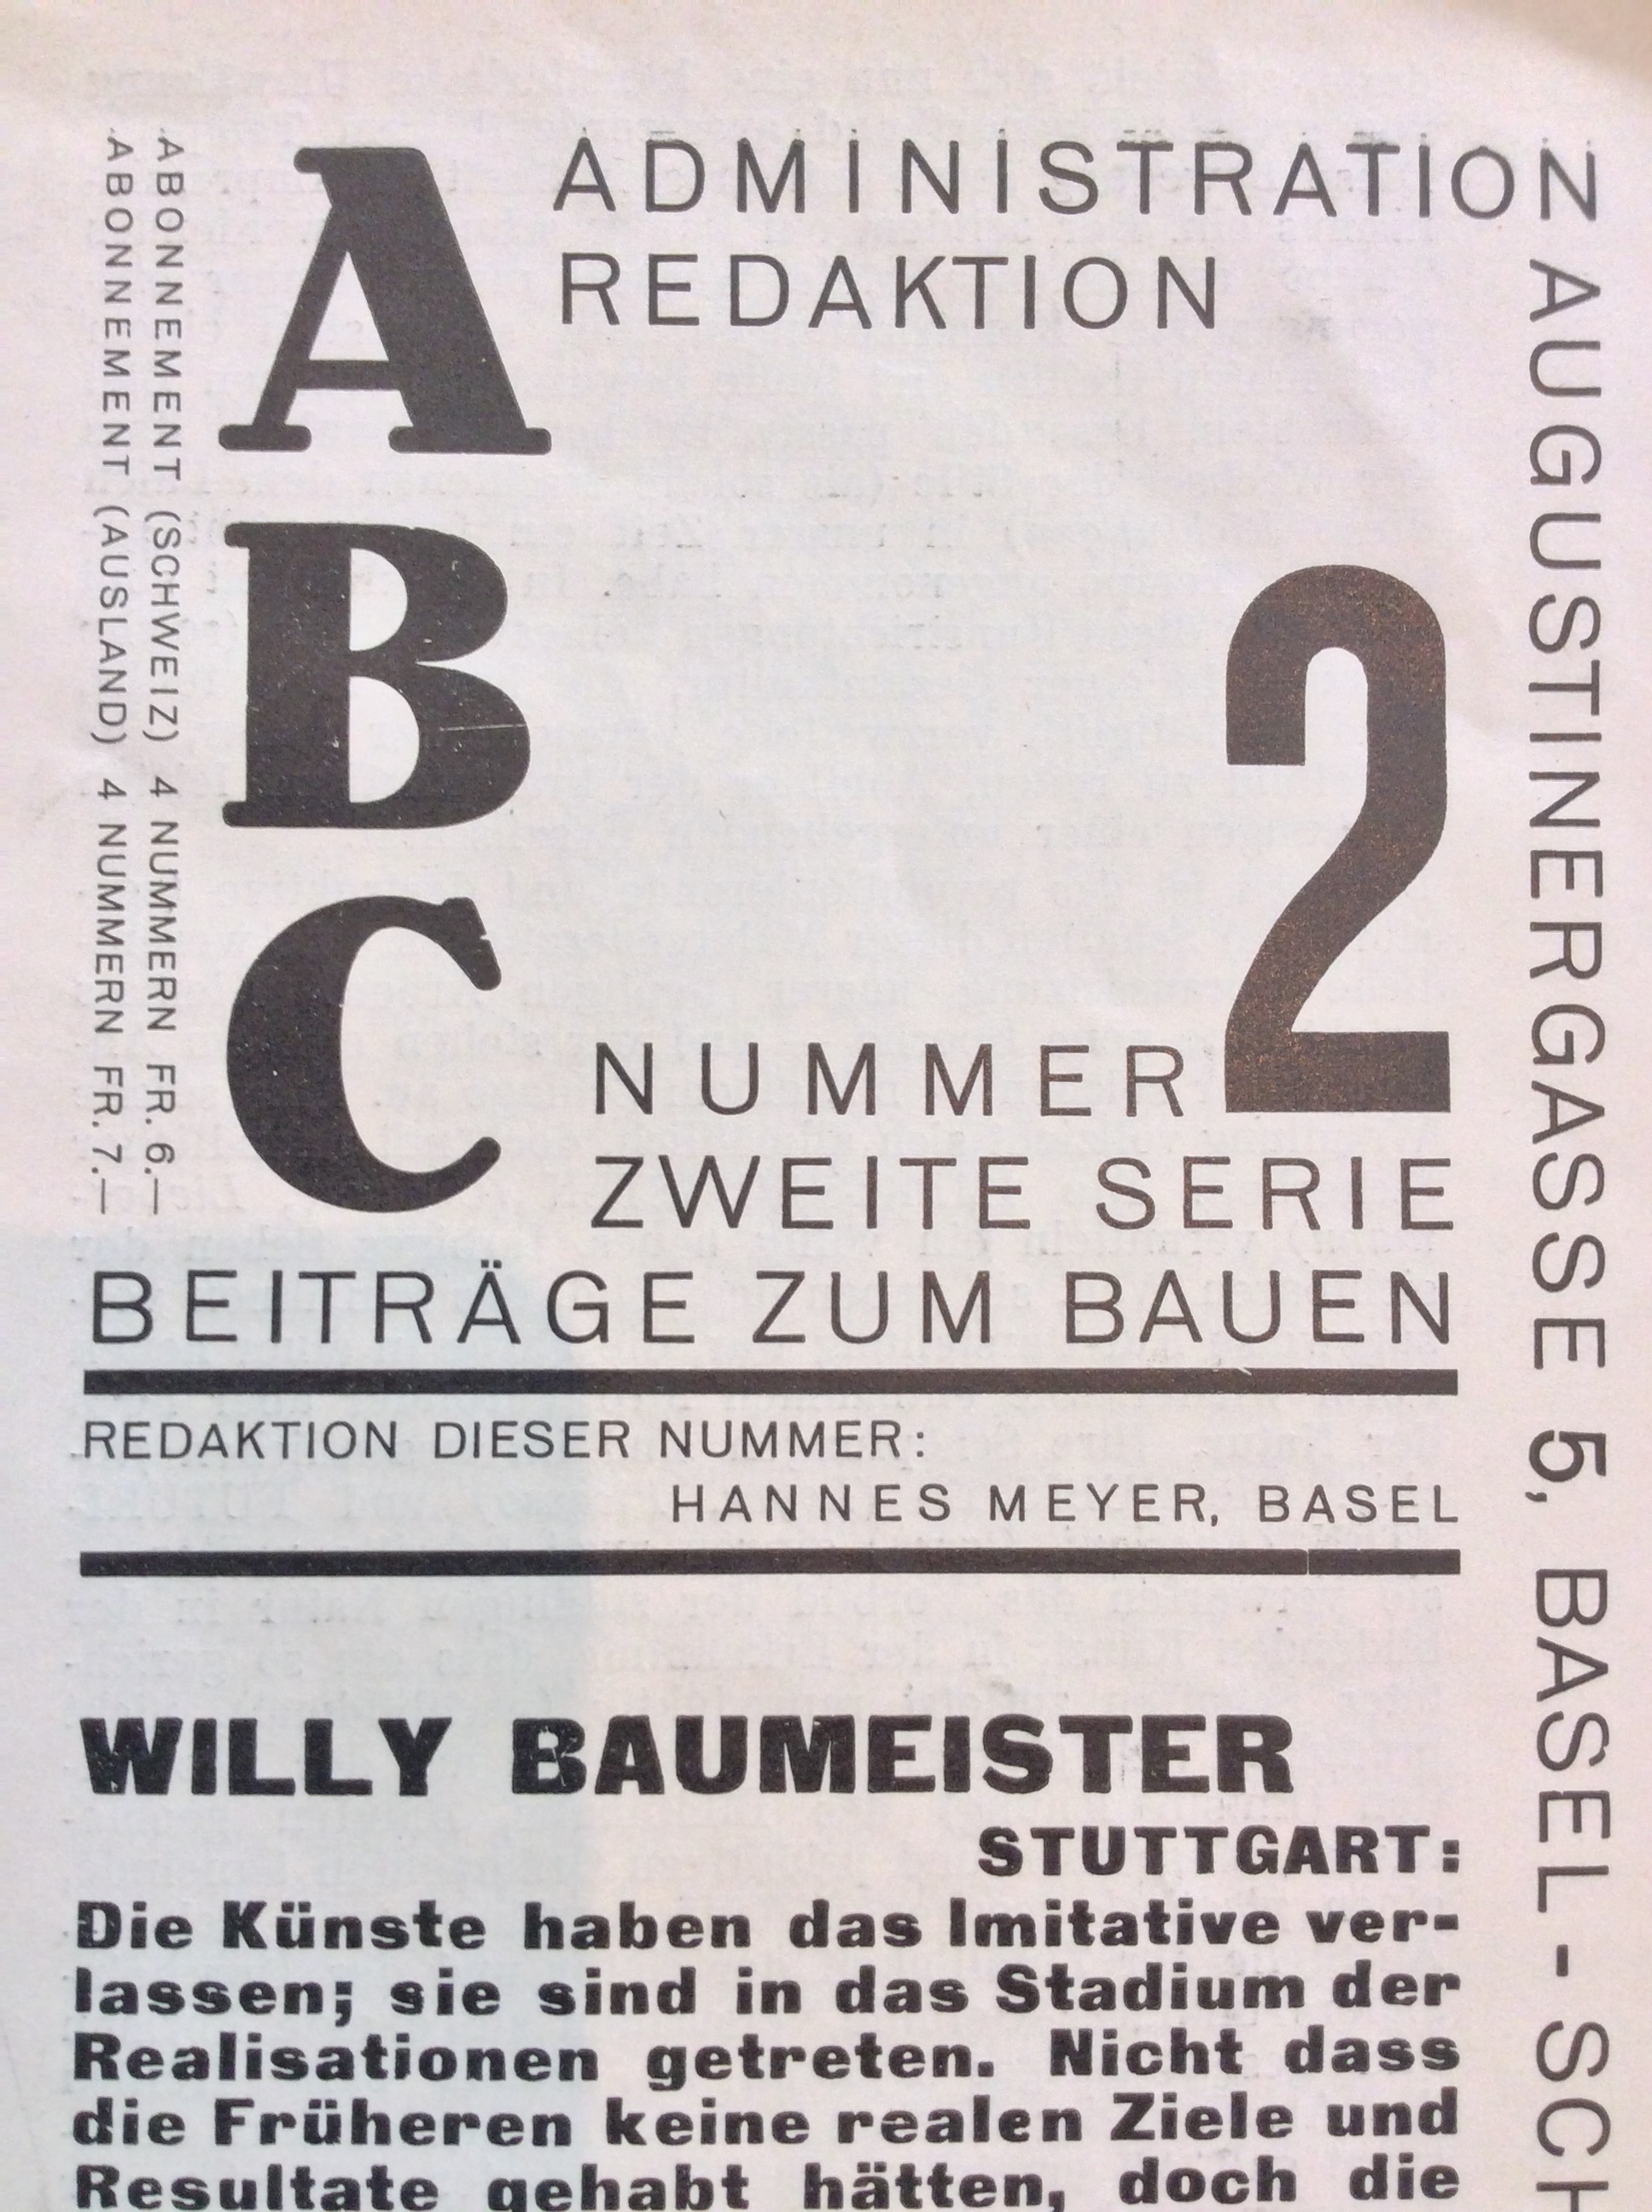 ABONNEMENT (SCHWEIZ) 4 NUMMERN FR. 6.—
ABONNEMENT (AUSLAND) 4 NUMMERN FR. 7.—
ABC
ADMINISTRATION
REDAKTION
AUGUSTINERGASSE 5, BASEL - SCH
NUMMER 2
ZWEITE SERIE
BEITRÄGE ZUM BAUEN
REDAKTION DIESER NUMMER:
HANNES MEYER, BASEL
WILLY BAUMEISTER
STUTTGART:
Die Künste haben das Imitative ver-
lassen; sie sind in das Stadium der
Realisationen getreten. Nicht dass
die Früheren keine realen Ziele und
Resultate gehabt hätten, doch die